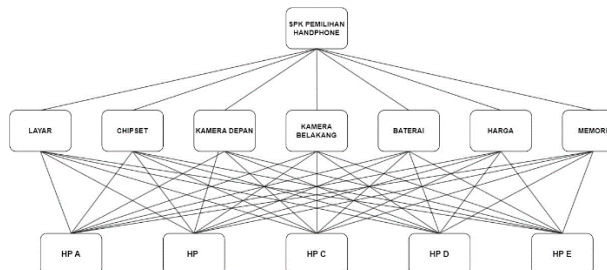 SPK PEMILIHAN
HANDPHONE
LAYAR
CHIPSET
KAMERA DEPAN
KAMERA
BELAKANG
BATERAI
HARGA
MEMORI
HP A
HP
HP C
HP D
HP E